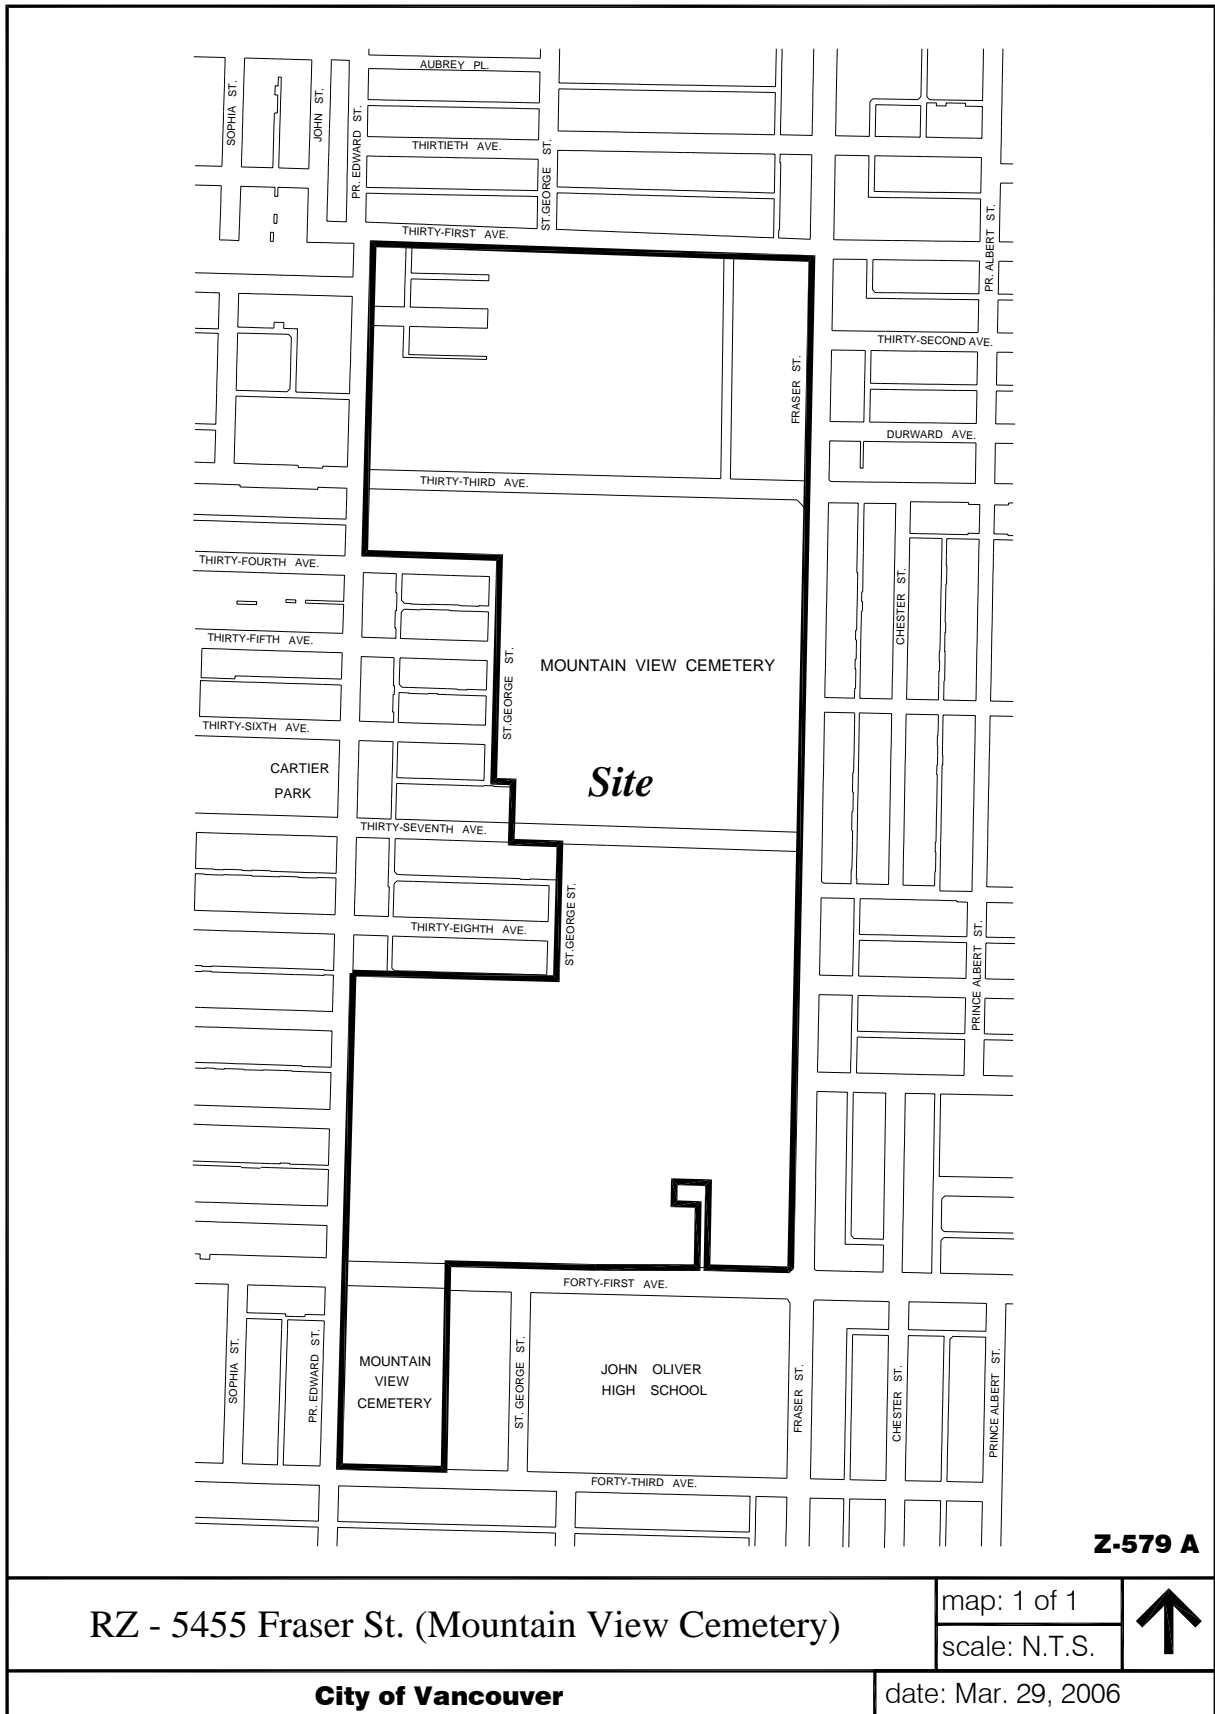 AUBREY PL.
SOPHIA ST.
JOHN ST.
PR. EDWARD ST.
THIRTIETH AVE.
ST.GEORGE ST.
THIRTY-FIRST AVE.
PR. ALBERT ST.
THIRTY-SECOND AVE.
FRASER ST.
DURWARD AVE.
THIRTY-THIRD AVE.
THIRTY-FOURTH AVE.
CHESTER ST.
THIRTY-FIFTH AVE.
ST.GEORGE ST.
MOUNTAIN VIEW CEMETERY
THIRTY-SIXTH AVE.
CARTIER
PARK
Site
THIRTY-SEVENTH AVE.
ST.GEORGE ST.
THIRTY-EIGHTH AVE.
PRINCE ALBERT ST.
FORTY-FIRST AVE.
SOPHIA ST.
PR. EDWARD ST.
MOUNTAIN
VIEW
CEMETERY
ST. GEORGE ST.
JOHN OLIVER
HIGH SCHOOL
FRASER ST.
CHESTER ST.
PRINCE ALBERT ST.
FORTY-THIRD AVE.
Z-579 A
RZ - 5455 Fraser St. (Mountain View Cemetery)
map: 1 of 1
scale: N.T.S.
City of Vancouver
date: Mar. 29, 2006